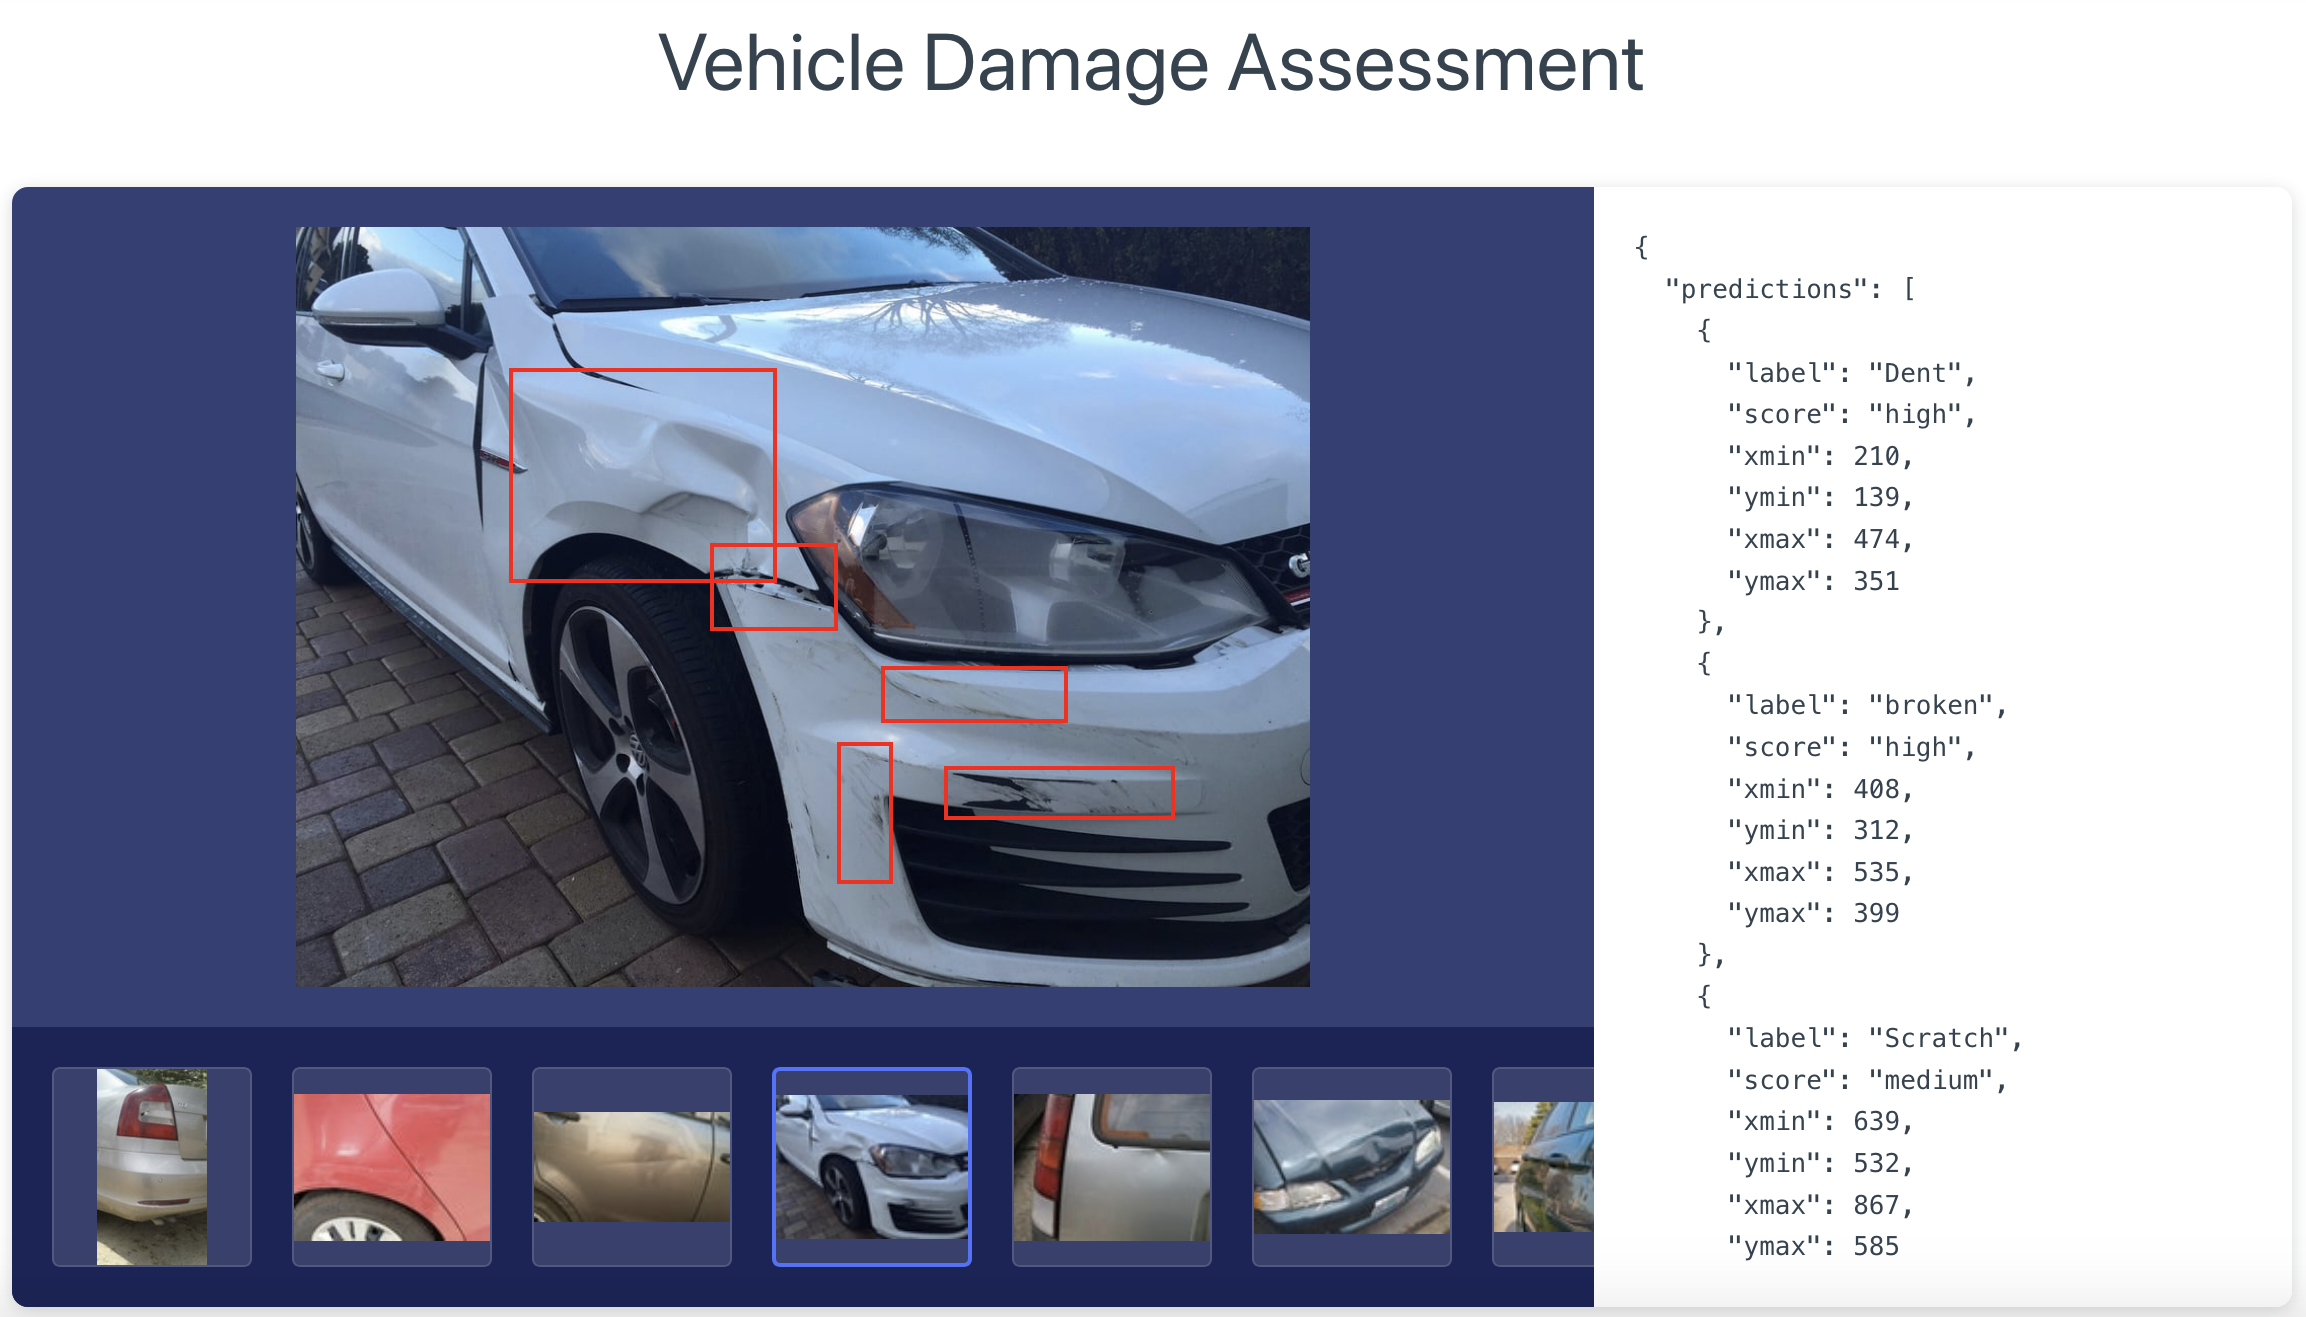 Vehicle Damage Assessment
{
"predictions": [
{
"label": "Dent",
"score": "high",
"xmin": 210,
"ymin": 139,
"xmax": 474,
"ymax": 351
},
{
"label": "broken",
"score": "high",
"xmin": 408,
"ymin": 312,
"xmax": 535,
"ymax": 399
},
{
"label": "Scratch",
"score": "medium",
"xmin": 639,
"ymin": 532,
"xmax": 867,
"ymax": 585